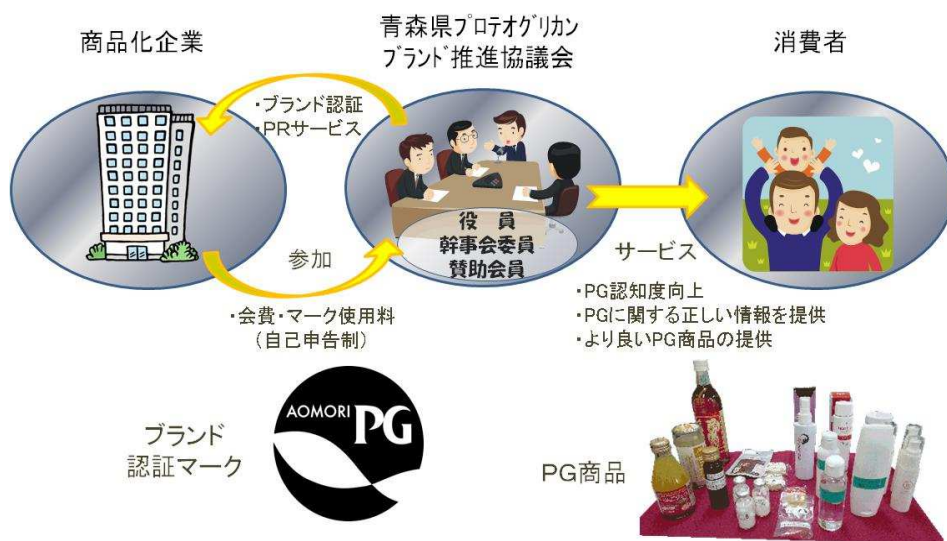 商品化企業
青森県プロテオグリカン
ブランド推進協議会
消費者
・ブランド認証
・PRサービス
役 員
幹事会委員
賛助会員
参加
・会費・マーク使用料
(自己申告制)
サービス
・PG認知度向上
・PGに関する正しい情報を提供
・より良いPG商品の提供
ブランド
認証マーク
AOMORI PG
PG商品